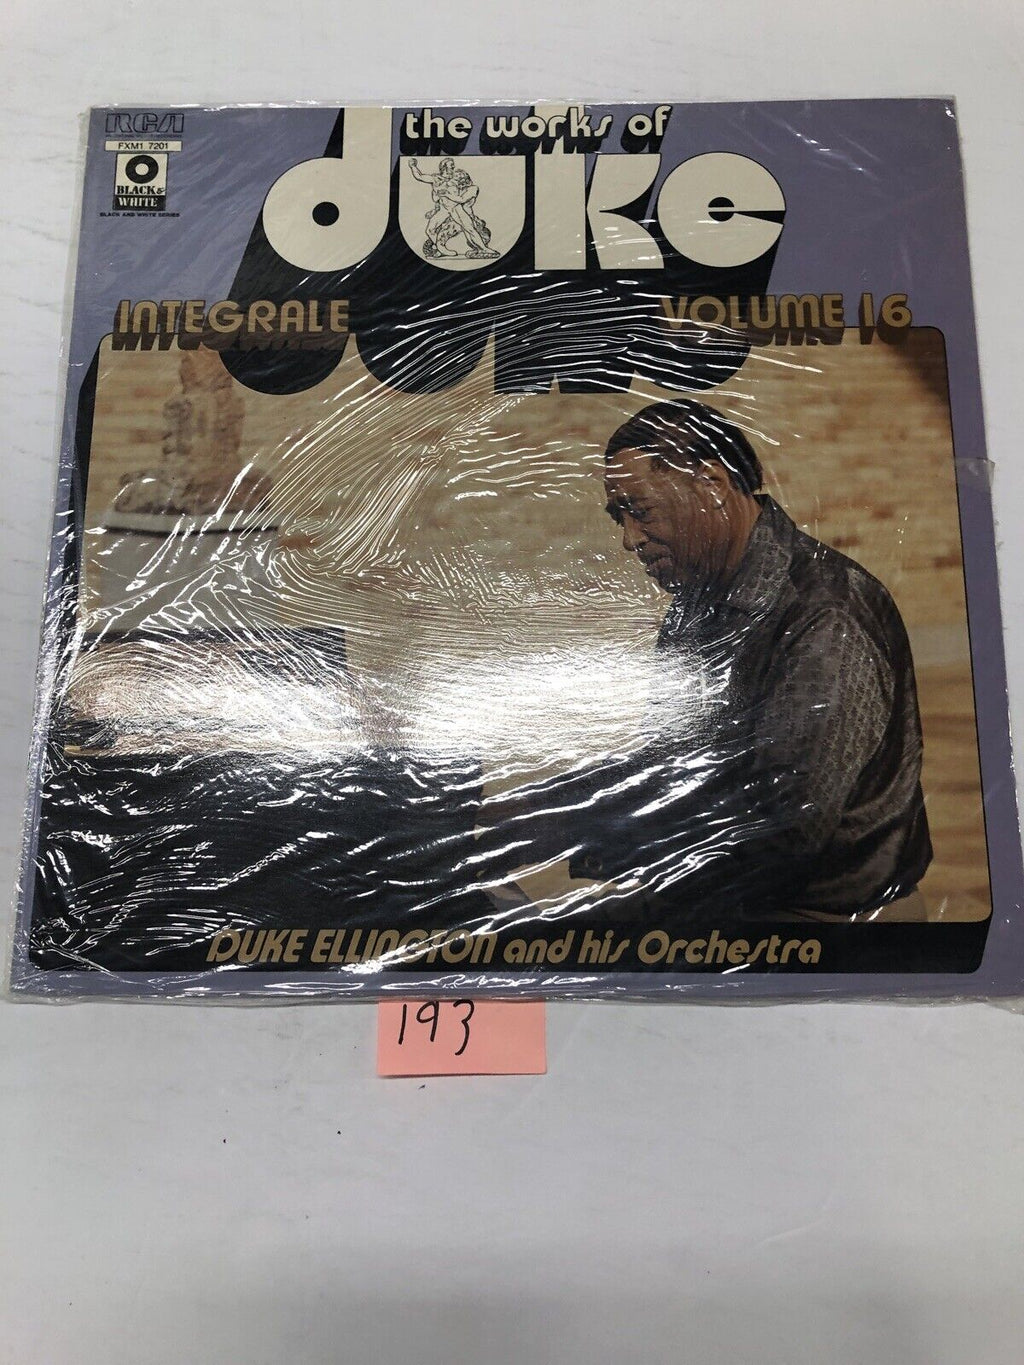 RCA
FXM1 7201
BLACK &
WHITE
BLACK AND WHITE SERIES
the works of
duke
INTEGRALE
VOLUME 16
DUKE ELLINGTON and his Orchestra
193